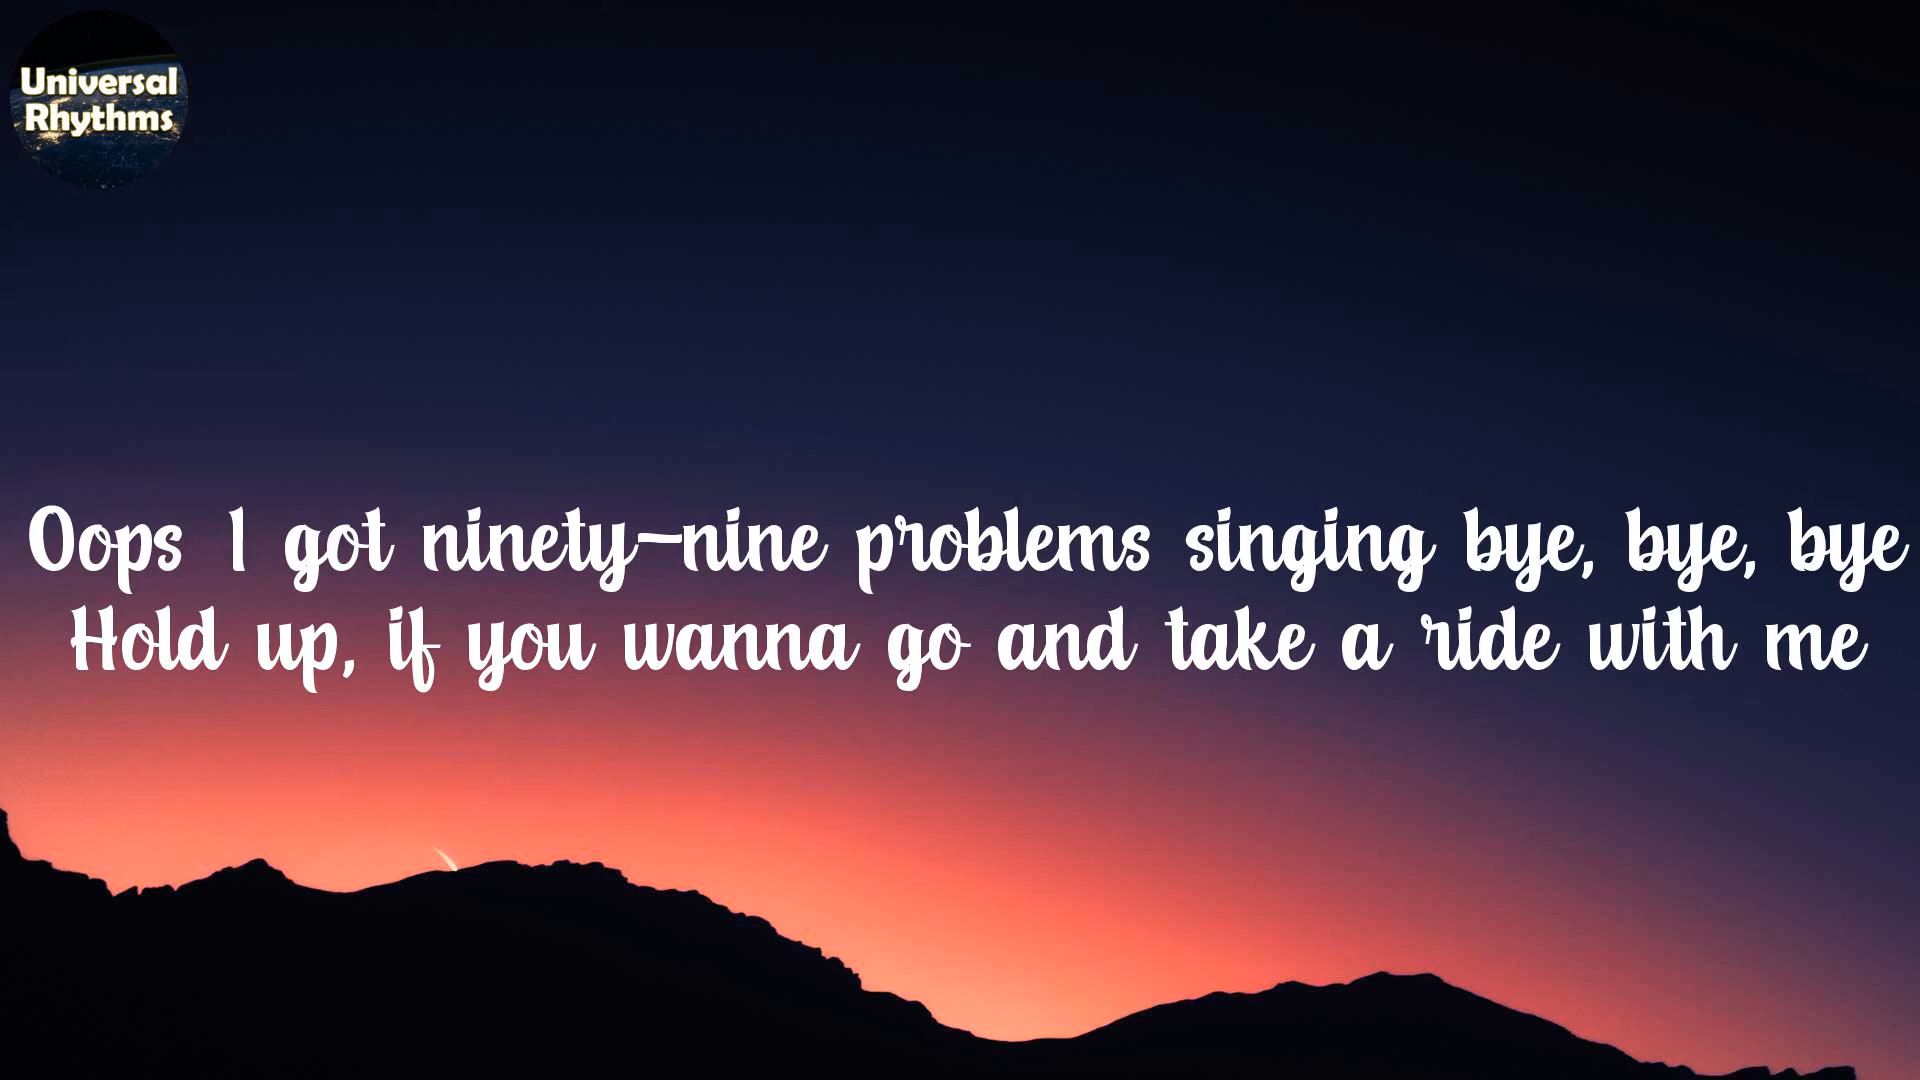 Universal
Rhythms
Oops I got ninety-nine problems singing bye, bye, bye
Hold up, if you wanna go and take a ride with me